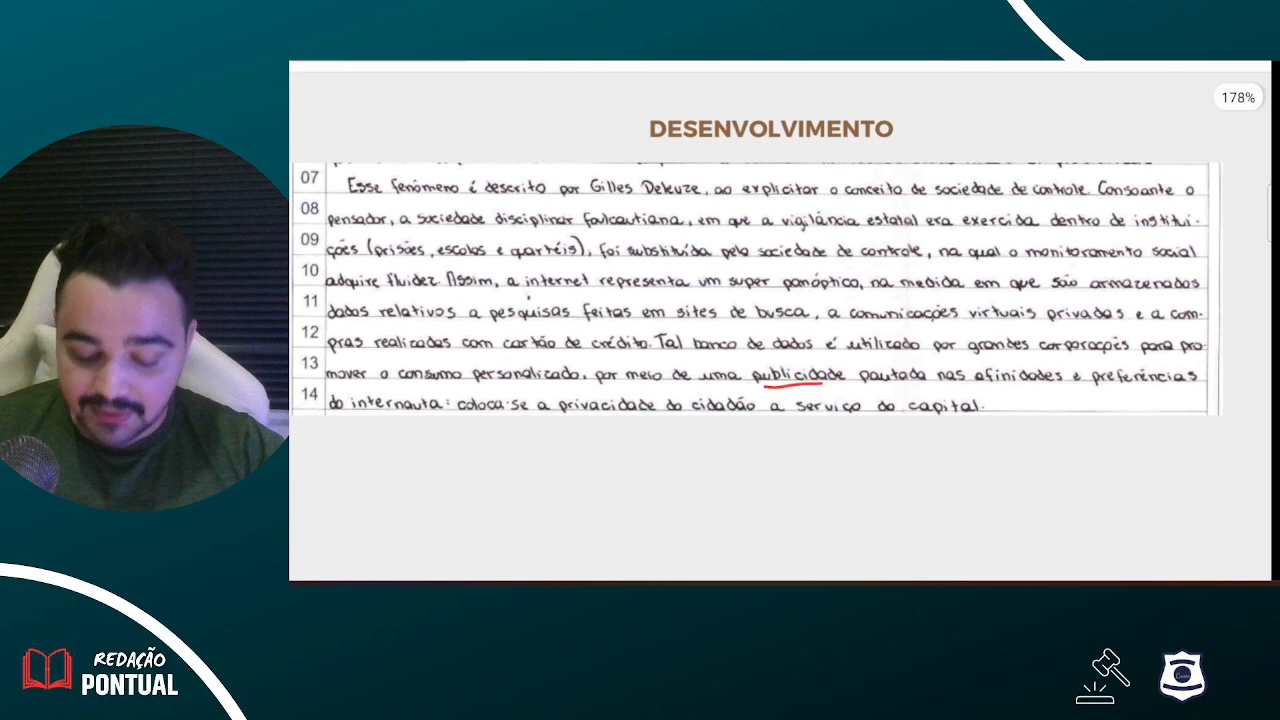 178%
DESENVOLVIMENTO
07 Esse fenômeno é descrito por Gilles Deleuze, ao explicitar o conceito de sociedade de controle. Consoante o
08 pensador, a sociedade disciplinar foulcautiana, em que a vigilância estatal era exercida dentro de institui-
09 ções (prisões, escolas e quartéis), foi substituída pela sociedade de controle, na qual o monitoramento social
10 adquire fluidez. Assim, a internet representa um super panóptico, na medida em que são armazenados
11 dados relativos a pesquisas feitas em sites de busca, a comunicações virtuais privadas e a com-
12 pras realizadas com cartão de crédito. Tal banco de dados é utilizado por grandes corporações para pro
13 mover o consumo personalizado, por meio de uma publicidade pautada nas afinidades e preferências
14 do internauta: coloca-se a privacidade do cidadão a serviço do capital.
REDAÇÃO
PONTUAL